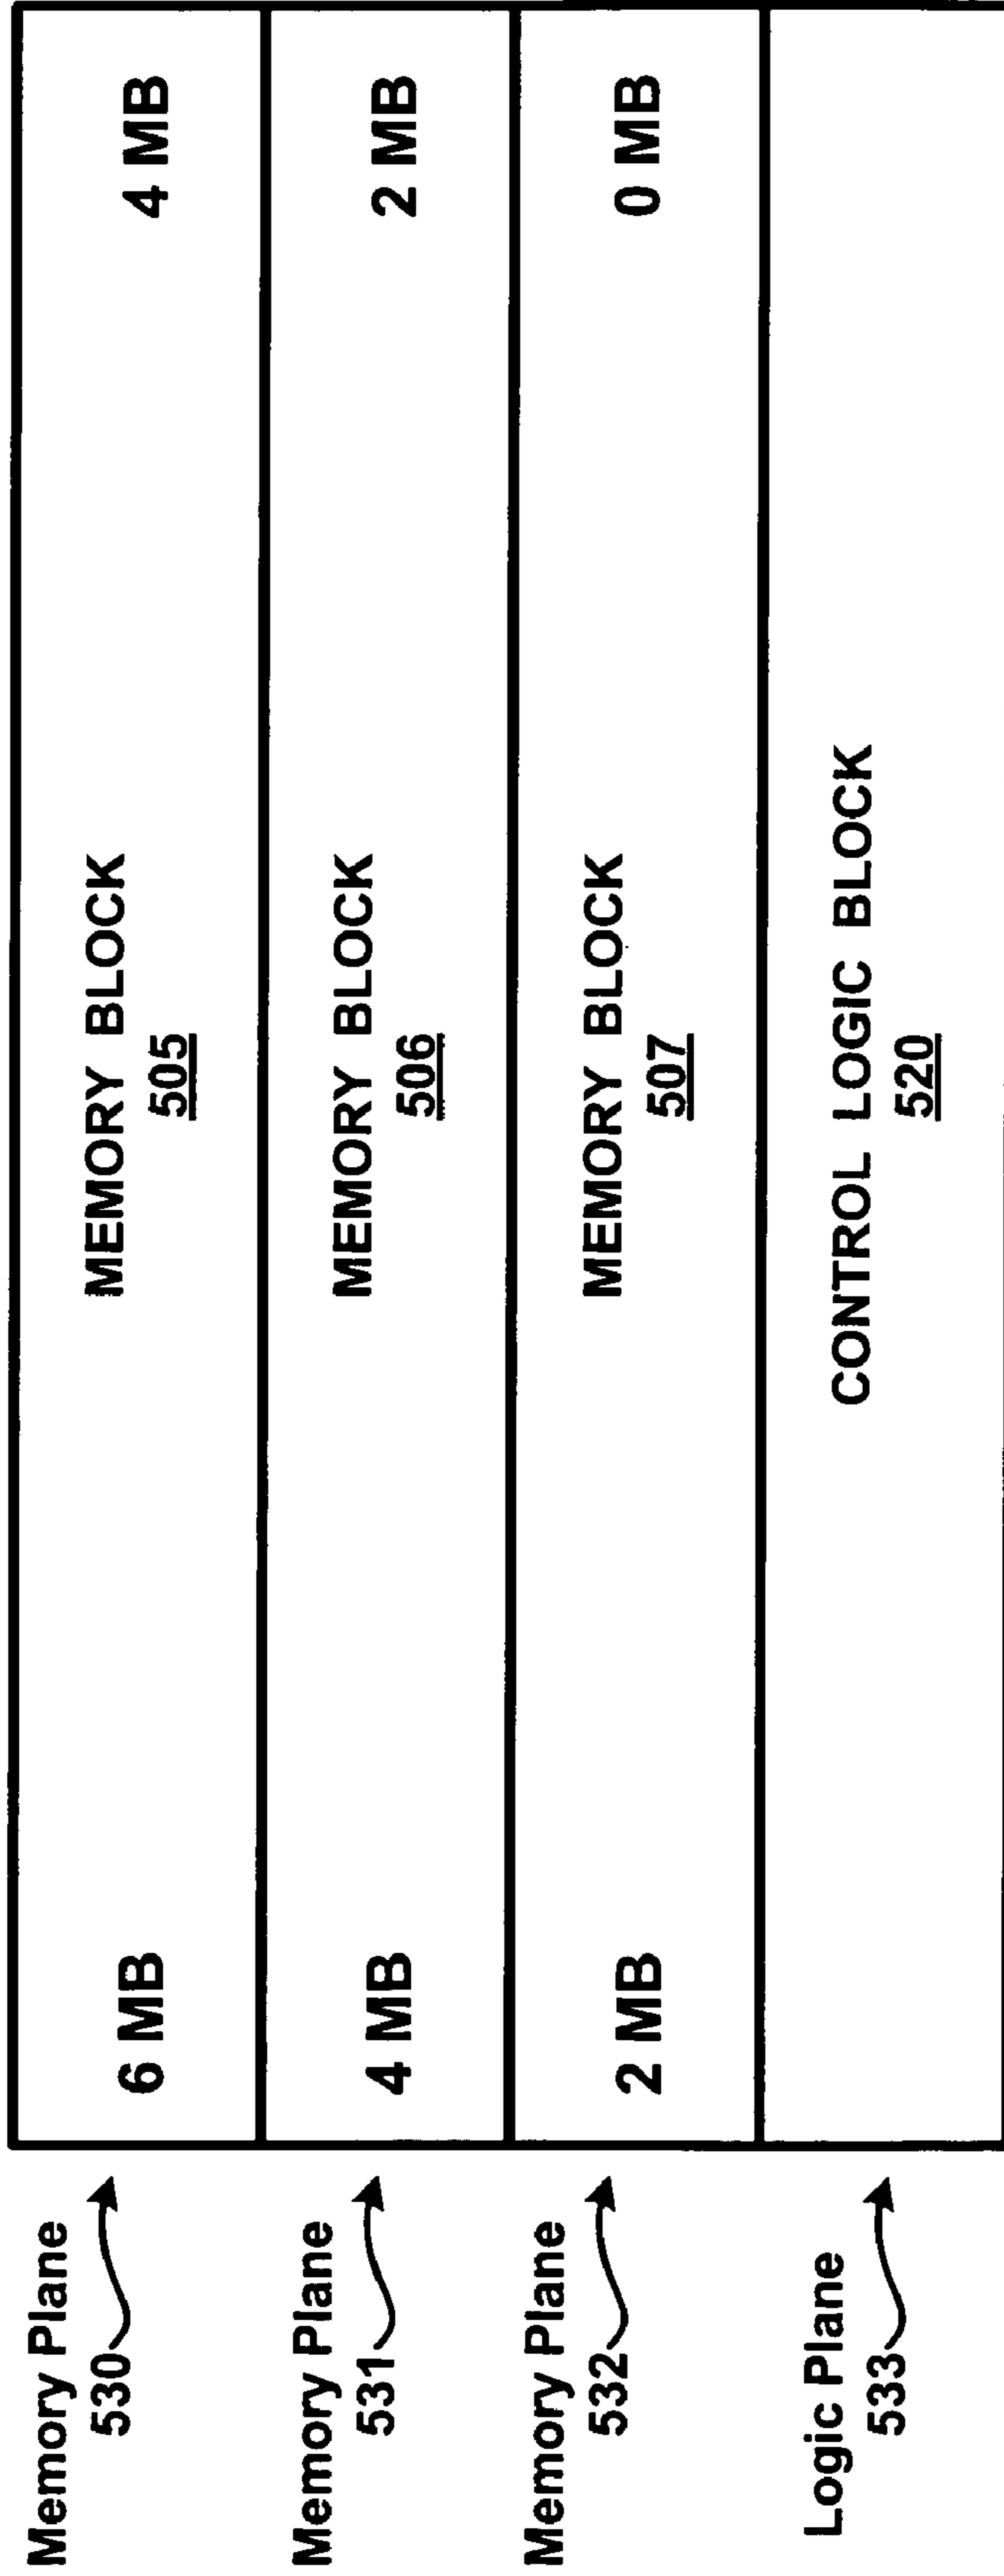 Memory Plane
530
6 MB
MEMORY BLOCK
505
4 MB
Memory Plane
531
4 MB
MEMORY BLOCK
506
2 MB
Memory Plane
532
2 MB
MEMORY BLOCK
507
0 MB
Logic Plane
533
CONTROL LOGIC BLOCK
520